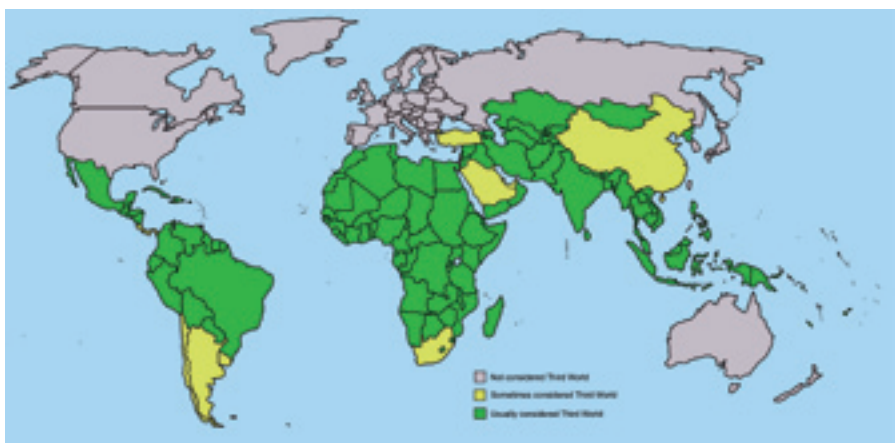 Not considered Third World
Sometimes considered Third World
Usually considered Third World